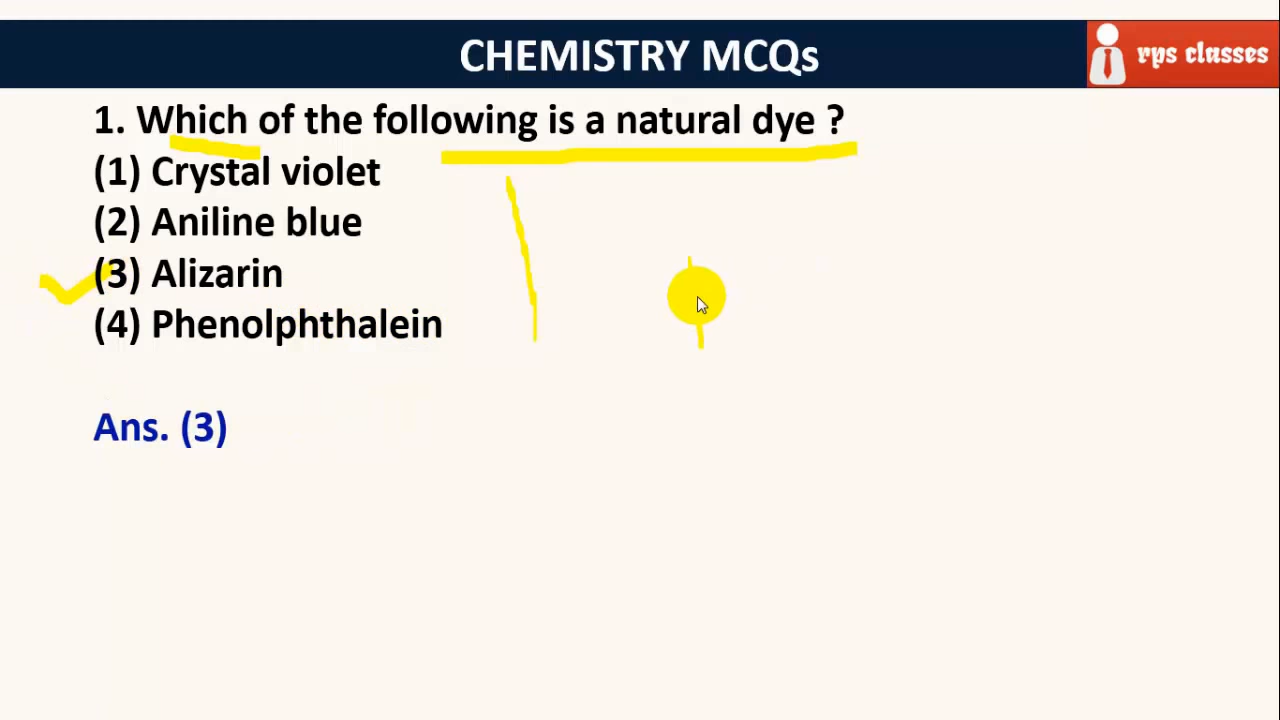 CHEMISTRY MCQs
rps classes
1. Which of the following is a natural dye ?
(1) Crystal violet
(2) Aniline blue
(3) Alizarin
(4) Phenolphthalein
Ans. (3)